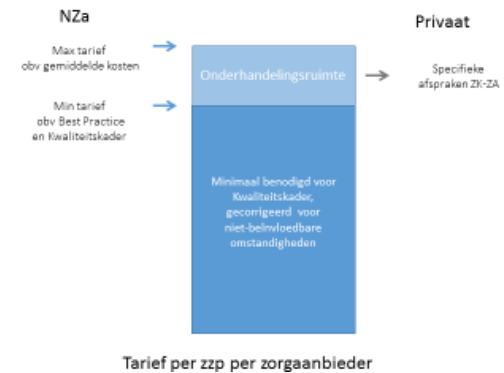 NZa
Privaat
Max tarief
obv gemiddelde kosten
Onderhandelingsruimte
Specifieke
afspraken ZK-ZA
Min tarief
obv Best Practice
en Kwaliteitskader
Minimaal benodigd voor
Kwaliteitskader,
gecorrigeerd voor
niet-beïnvloedbare
omstandigheden
Tarief per zzp per zorgaanbieder